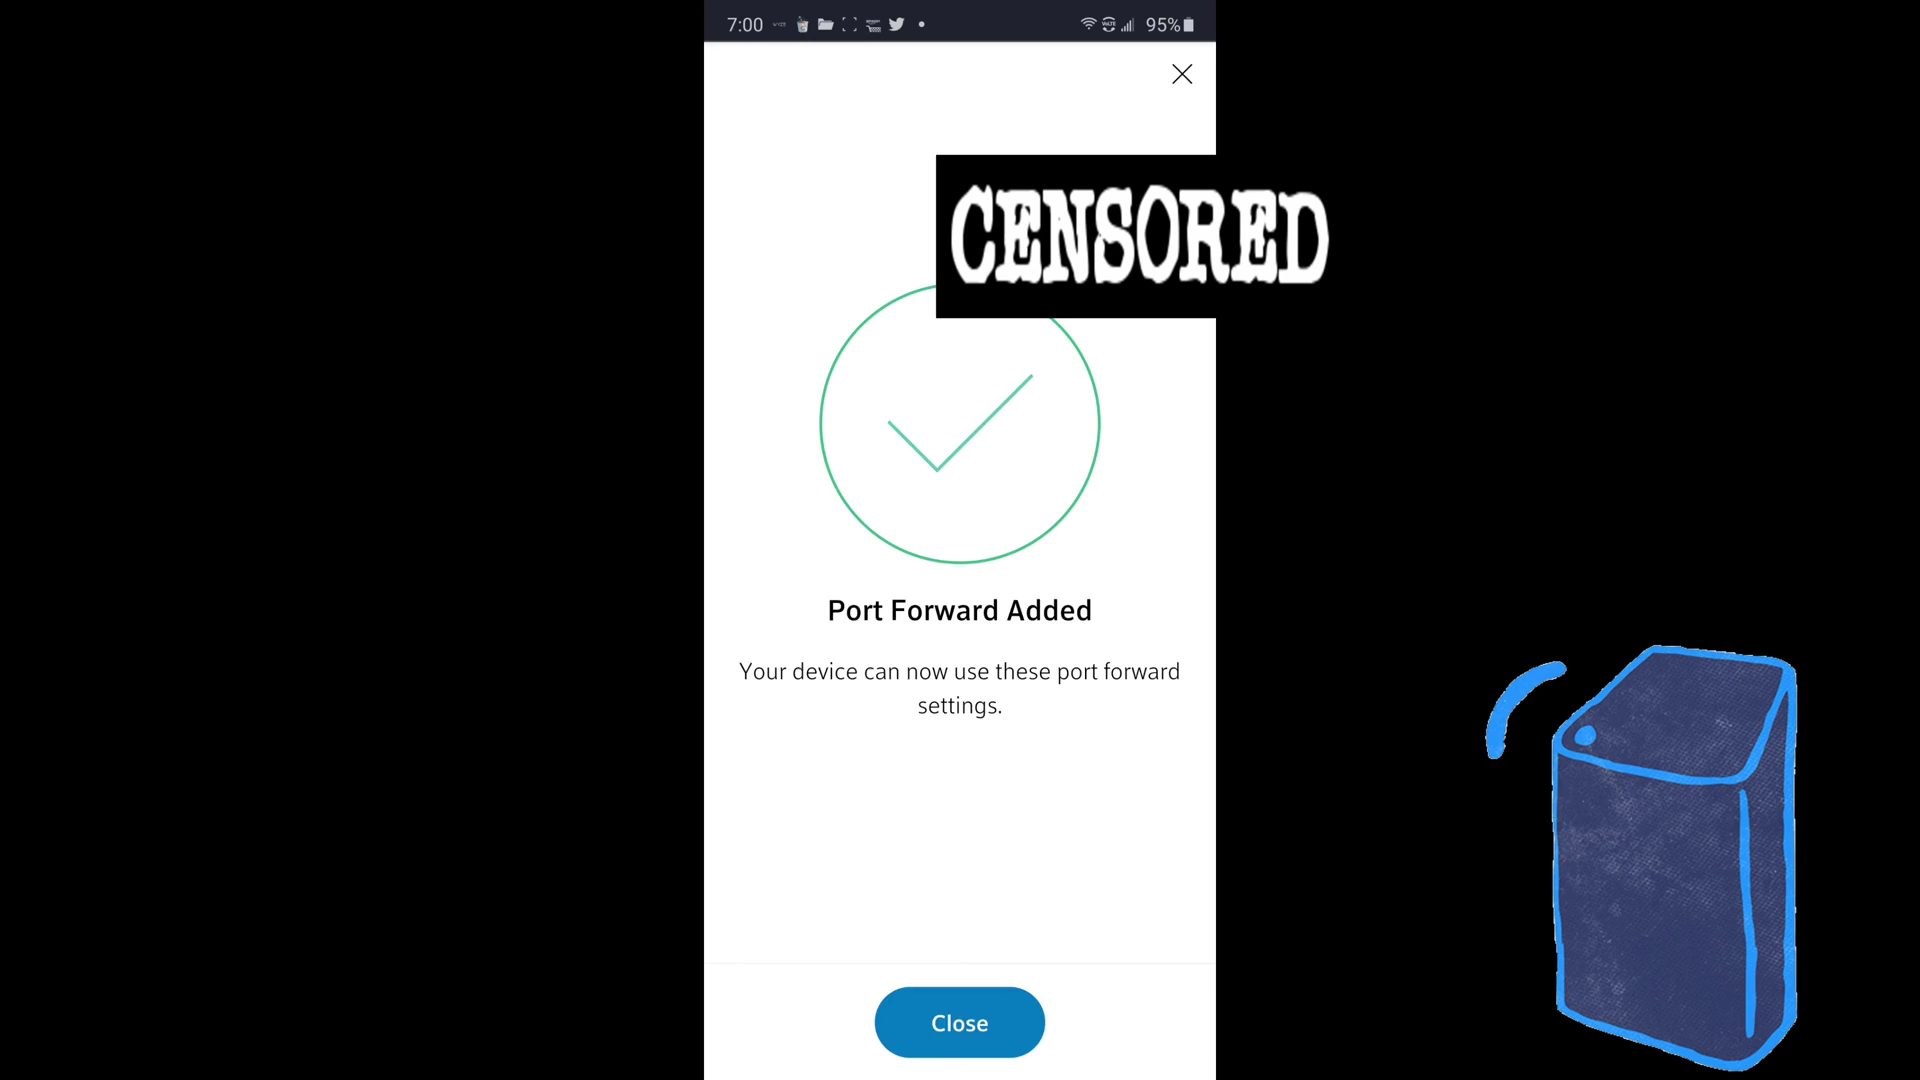 7:00
95%
CENSORED
Port Forward Added
Your device can now use these port forward
settings.
Close